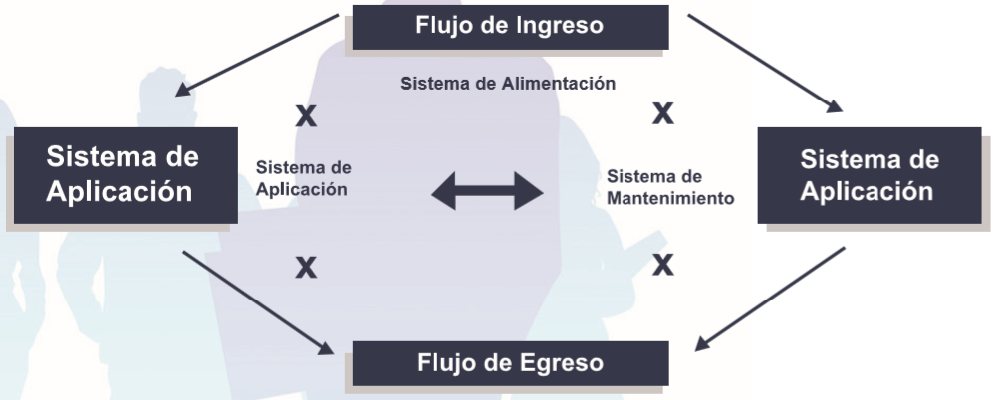 Flujo de Ingreso
Sistema de Alimentación
X
X
Sistema de
Aplicación
Sistema de
Aplicación
Sistema de
Mantenimiento
Sistema de
Aplicación
X
X
Flujo de Egreso